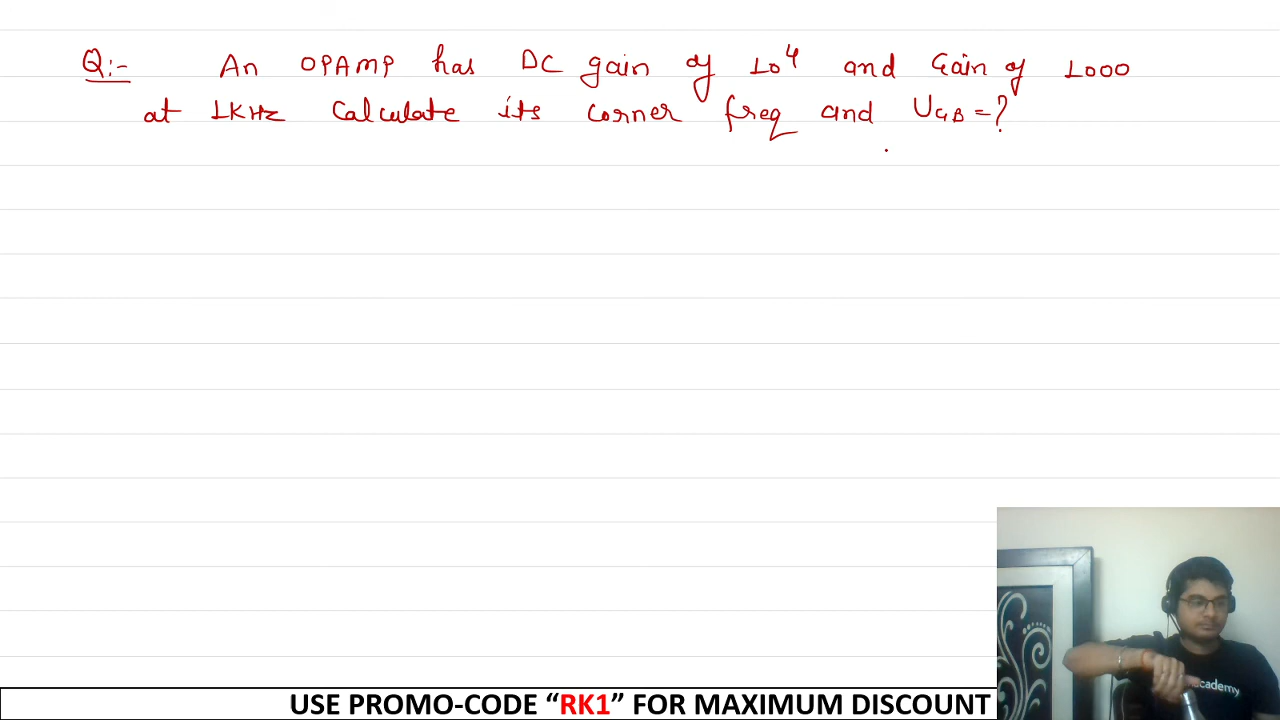 Q:- An OPAMP has DC gain of 10⁴ and Gain of 1000
at 1KHz Calculate its corner freq and UGB=?
cademy
USE PROMO-CODE “RK1” FOR MAXIMUM DISCOUNT